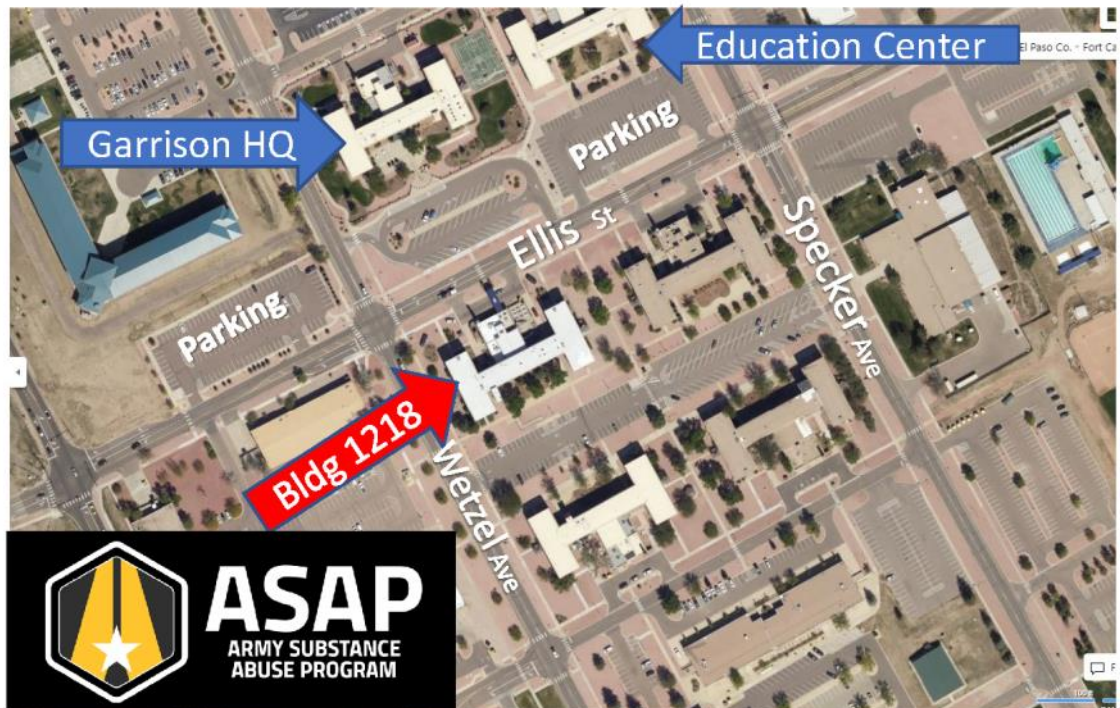 Education Center
El Paso Co. - Fort Ca
Garrison HQ
Parking
Ellis St
Specker Ave
Parking
Bldg 1218
Wetzel Ave
ASAP
ARMY SUBSTANCE
ABUSE PROGRAM
F